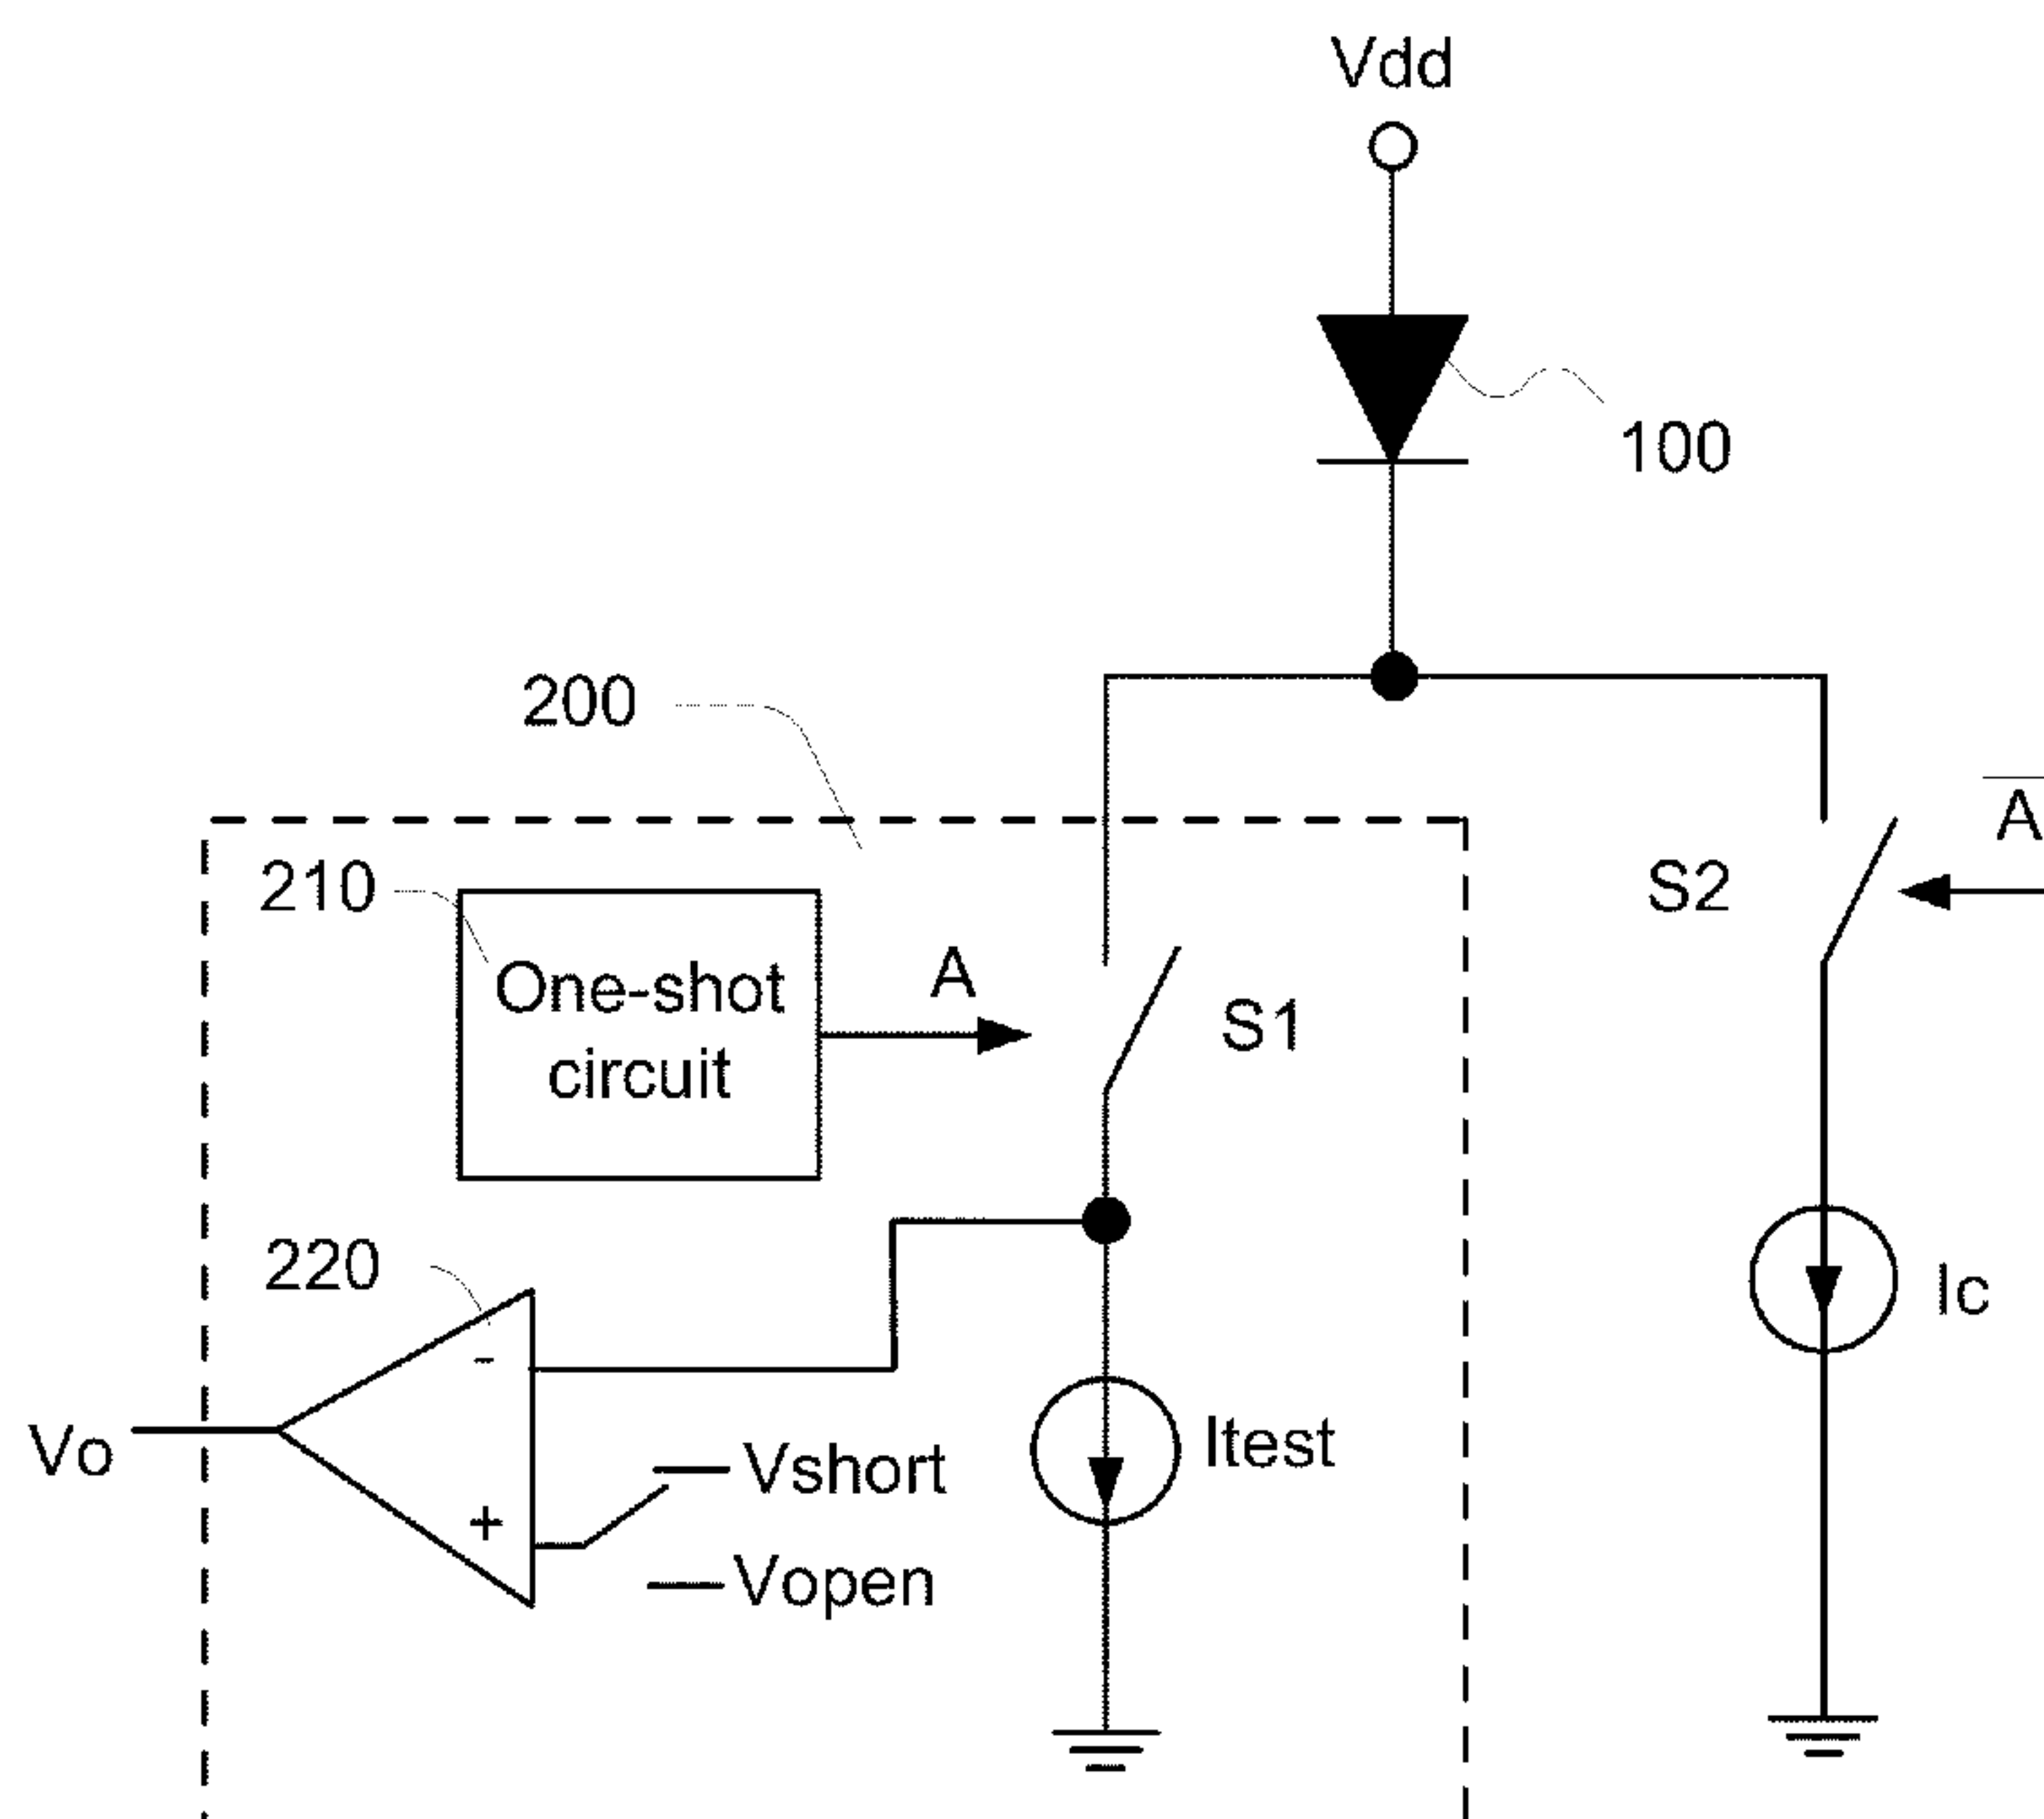 Vdd
100
200
A̅
210
S2
One-shot
circuit
A
S1
220
-
Ic
Vo
Vshort
Itest
+
Vopen